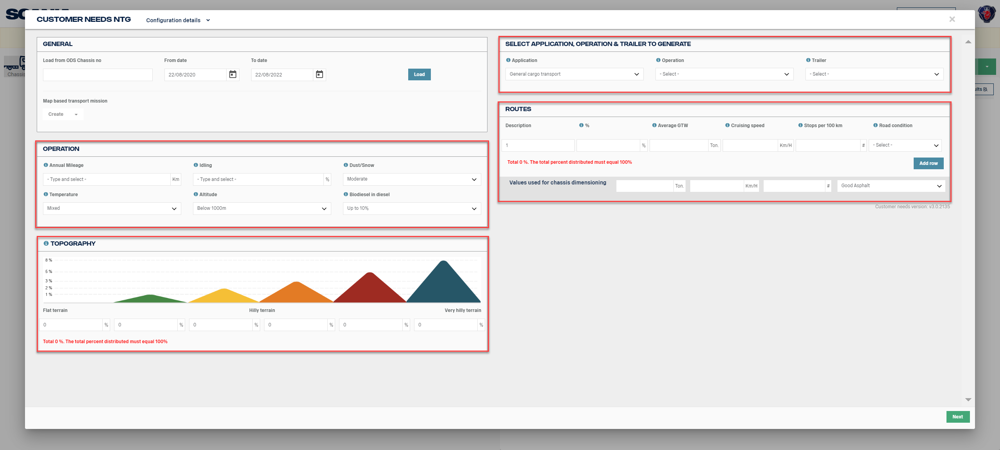 CUSTOMER NEEDS NTG
Configuration details
GENERAL
Load from ODS Chassis no
From date
To date
22/08/2020
22/08/2022
Load
Map based transport mission
Create
OPERATION
Annual Mileage
Idling
Dust/Snow
- Type and select -
Km
- Type and select -
%
Moderate
Temperature
Altitude
Biodiesel in diesel
Mixed
Below 1000m
Up to 10%
TOPOGRAPHY
8 %
5 %
3 %
2 %
1 %
Flat terrain
Hilly terrain
Very hilly terrain
0 %
0 %
0 %
0 %
0 %
0 %
Total 0 %. The total percent distributed must equal 100%
SELECT APPLICATION, OPERATION & TRAILER TO GENERATE
Application
Operation
Trailer
General cargo transport
- Select -
- Select -
ROUTES
Description
%
Average GTW
Cruising speed
Stops per 100 km
Road condition
1
%
Ton.
Km/H
#
- Select -
Total 0 %. The total percent distributed must equal 100%
Add row
Values used for chassis dimensioning
Ton.
Km/H
#
Good Asphalt
Customer needs version: v3.0.2135
Next
Chassis